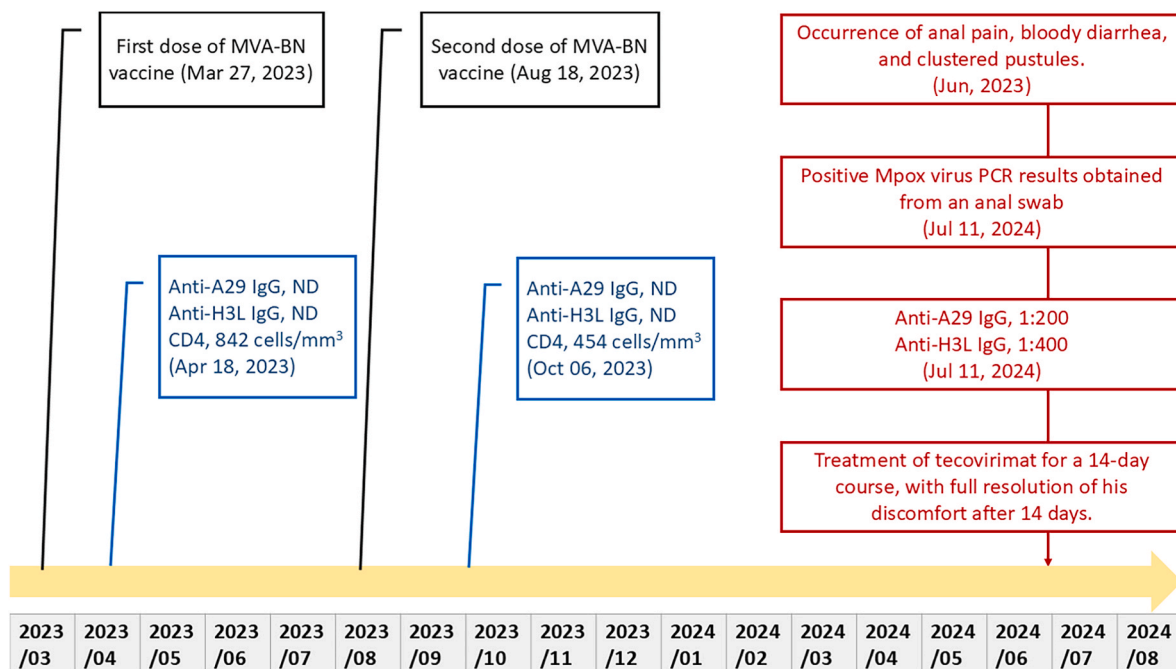 First dose of MVA-BN
vaccine (Mar 27, 2023)
Second dose of MVA-BN
vaccine (Aug 18, 2023)
Occurrence of anal pain, bloody diarrhea,
and clustered pustules.
(Jun, 2023)
Positive Mpox virus PCR results obtained
from an anal swab
(Jul 11, 2024)
Anti-A29 IgG, ND
Anti-H3L IgG, ND
CD4, 842 cells/mm³
(Apr 18, 2023)
Anti-A29 IgG, ND
Anti-H3L IgG, ND
CD4, 454 cells/mm³
(Oct 06, 2023)
Anti-A29 IgG, 1:200
Anti-H3L IgG, 1:400
(Jul 11, 2024)
Treatment of tecovirimat for a 14-day
course, with full resolution of his
discomfort after 14 days.
2023 2023 2023 2023 2023 2023 2023 2023 2023 2023 2024 2024 2024 2024 2024 2024 2024 2024
/03 /04 /05 /06 /07 /08 /09 /10 /11 /12 /01 /02 /03 /04 /05 /06 /07 /08